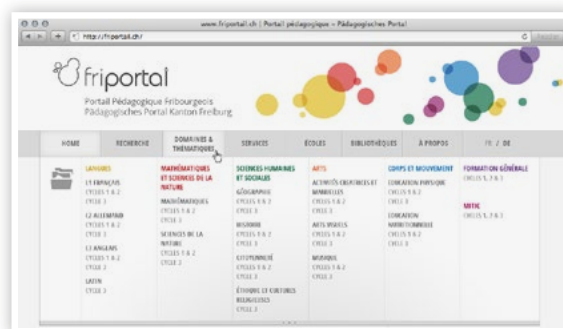 www.friportal.ch | Portail pédagogique - Pädagogisches Portal
http://friportal.ch/
friportal
Portail Pédagogique Fribourgeois
Pädagogisches Portal Kanton Freiburg
HOME
RECHERCHE
DOMAINES &
THÉMATIQUES
SERVICES
ÉCOLES
BIBLIOTHÈQUES
À PROPOS
FR / DE
LANGUES
L1 FRANÇAIS
CYCLES 1 & 2
CYCLE 3
L2 ALLEMAND
CYCLES 1 & 2
CYCLE 3
L3 ANGLAIS
CYCLES 1 & 2
CYCLE 3
LATIN
CYCLE 3
MATHÉMATIQUES
ET SCIENCES DE LA
NATURE
MATHÉMATIQUES
CYCLES 1 & 2
CYCLE 3
SCIENCES DE LA
NATURE
CYCLES 1 & 2
CYCLE 3
SCIENCES HUMAINES
ET SOCIALES
GÉOGRAPHIE
CYCLES 1 & 2
CYCLE 3
HISTOIRE
CYCLES 1 & 2
CYCLE 3
CITOYENNETÉ
CYCLES 1 & 2
CYCLE 3
ÉTHIQUE ET CULTURES
RELIGIEUSES
CYCLE 3
ARTS
ACTIVITÉS CRÉATRICES ET
MANUELLES
CYCLES 1 & 2
CYCLE 3
ARTS VISUELS
CYCLES 1 & 2
CYCLE 3
MUSIQUE
CYCLES 1 & 2
CYCLE 3
CORPS ET MOUVEMENT
EDUCATION PHYSIQUE
CYCLES 1 & 2
CYCLE 3
EDUCATION
NUTRITIONNELLE
CYCLES 1 & 2
CYCLE 3
FORMATION GÉNÉRALE
CYCLES 1, 2 & 3
MITIC
CYCLES 1, 2 & 3